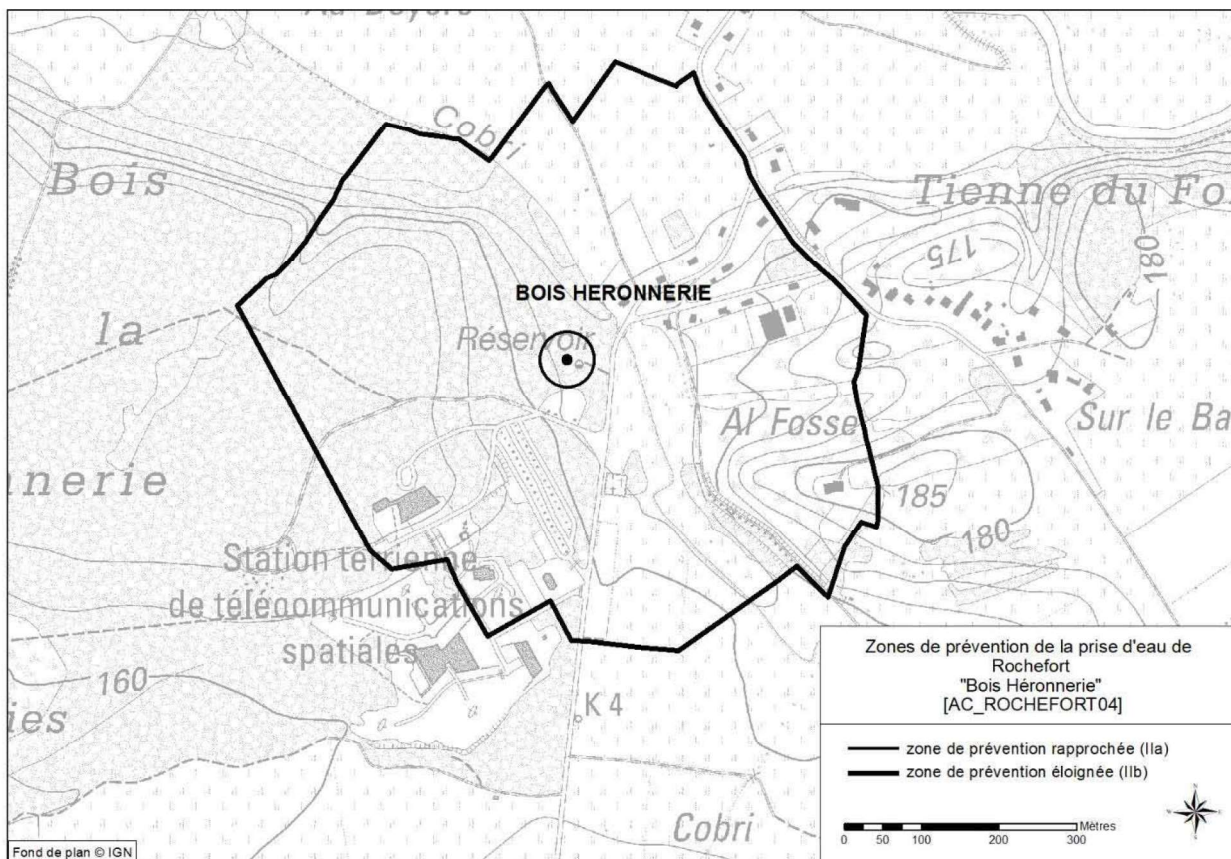 Cobri
Bois
Tienne du Fo
175
180
BOIS HERONNERIE
la
Réservoir
Al Fosse
Sur le Ba
nnerie
185
180
Station terrienne
de télécommunications
spatiales
160
K 4
ies
Cobri
Zones de prévention de la prise d'eau de
Rochefort
"Bois Héronnerie"
[AC_ROCHEFORT04]
zone de prévention rapprochée (IIa)
zone de prévention éloignée (IIb)
Mètres
0 50 100 200 300
Fond de plan © IGN